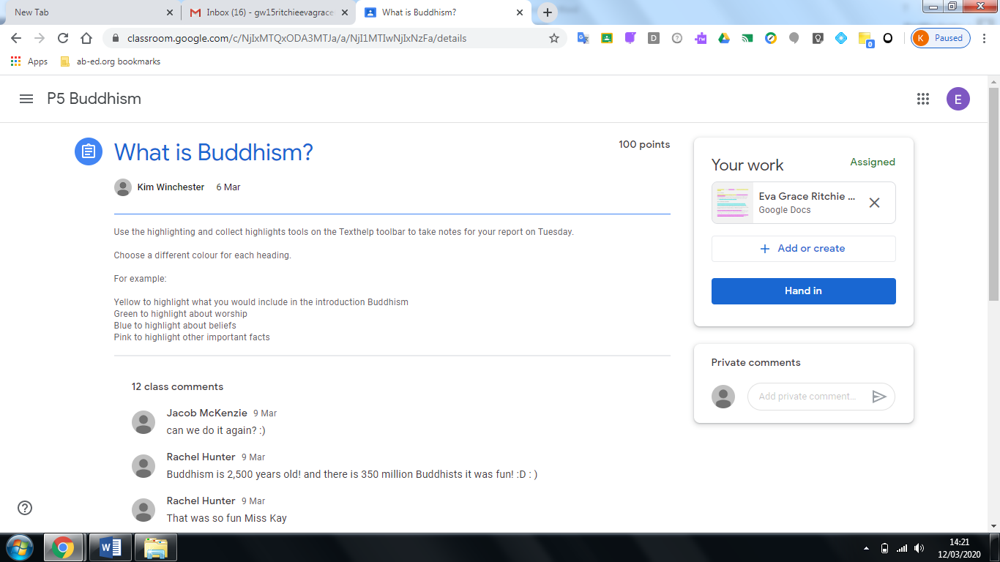 New Tab
Inbox (16) - gw15ritchieevagrace
What is Buddhism?
classroom.google.com/c/NjIxMTQxODA3MTJa/a/NjI1MTIwNjIxNzFa/details
K Paused
Apps
ab-ed.org bookmarks
P5 Buddhism
E
What is Buddhism?
100 points
Kim Winchester 6 Mar
Use the highlighting and collect highlights tools on the Texthelp toolbar to take notes for your report on Tuesday.
Choose a different colour for each heading.
For example:
Yellow to highlight what you would include in the introduction Buddhism
Green to highlight about worship
Blue to highlight about beliefs
Pink to highlight other important facts
12 class comments
Jacob McKenzie 9 Mar
can we do it again? :)
Rachel Hunter 9 Mar
Buddhism is 2,500 years old! and there is 350 million Buddhists it was fun! :D : )
Rachel Hunter 9 Mar
That was so fun Miss Kay
Your work
Assigned
Eva Grace Ritchie ...
Google Docs
+ Add or create
Hand in
Private comments
Add private comment...
14:21
12/03/2020